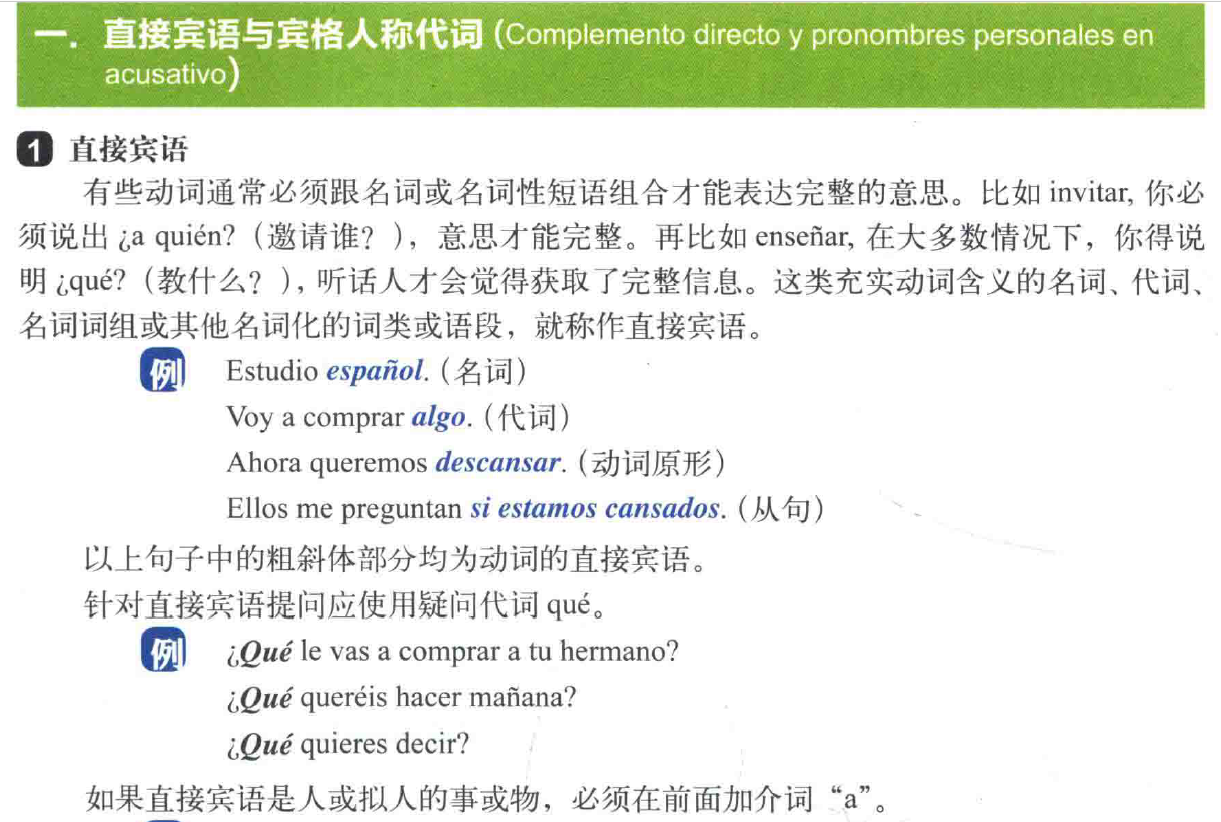 一. 直接宾语与宾格人称代词 (Complemento directo y pronombres personales en
acusativo)
1 直接宾语
有些动词通常必须跟名词或名词性短语组合才能表达完整的意思。比如 invitar, 你必
须说出 ¿a quién?（邀请谁？），意思才能完整。再比如 enseñar, 在大多数情况下，你得说
明 ¿qué?（教什么？），听话人才会觉得获取了完整信息。这类充实动词含义的名词、代词、
名词词组或其他名词化的词类或语段，就称作直接宾语。
例 Estudio español.（名词）
Voy a comprar algo.（代词）
Ahora queremos descansar.（动词原形）
Ellos me preguntan si estamos cansados.（从句）
以上句子中的粗斜体部分均为动词的直接宾语。
针对直接宾语提问应使用疑问代词 qué。
例 ¿Qué le vas a comprar a tu hermano?
¿Qué queréis hacer mañana?
¿Qué quieres decir?
如果直接宾语是人或拟人的事或物，必须在前面加介词“a”。